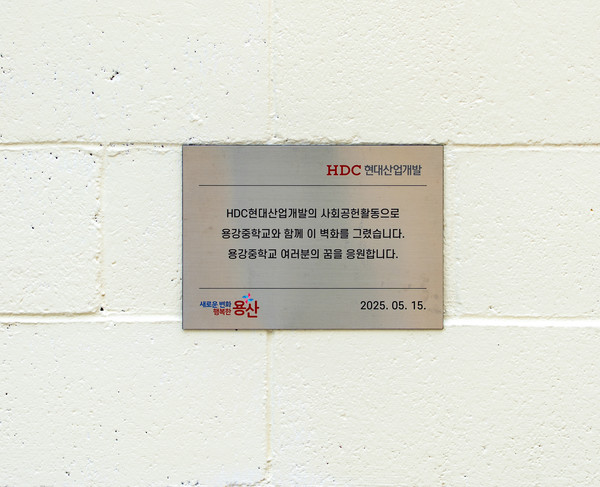 HDC 현대산업개발
HDC현대산업개발의 사회공헌활동으로
용강중학교와 함께 이 벽화를 그렸습니다.
용강중학교 여러분의 꿈을 응원합니다.
새로운 변화
행복한 용산
2025. 05. 15.